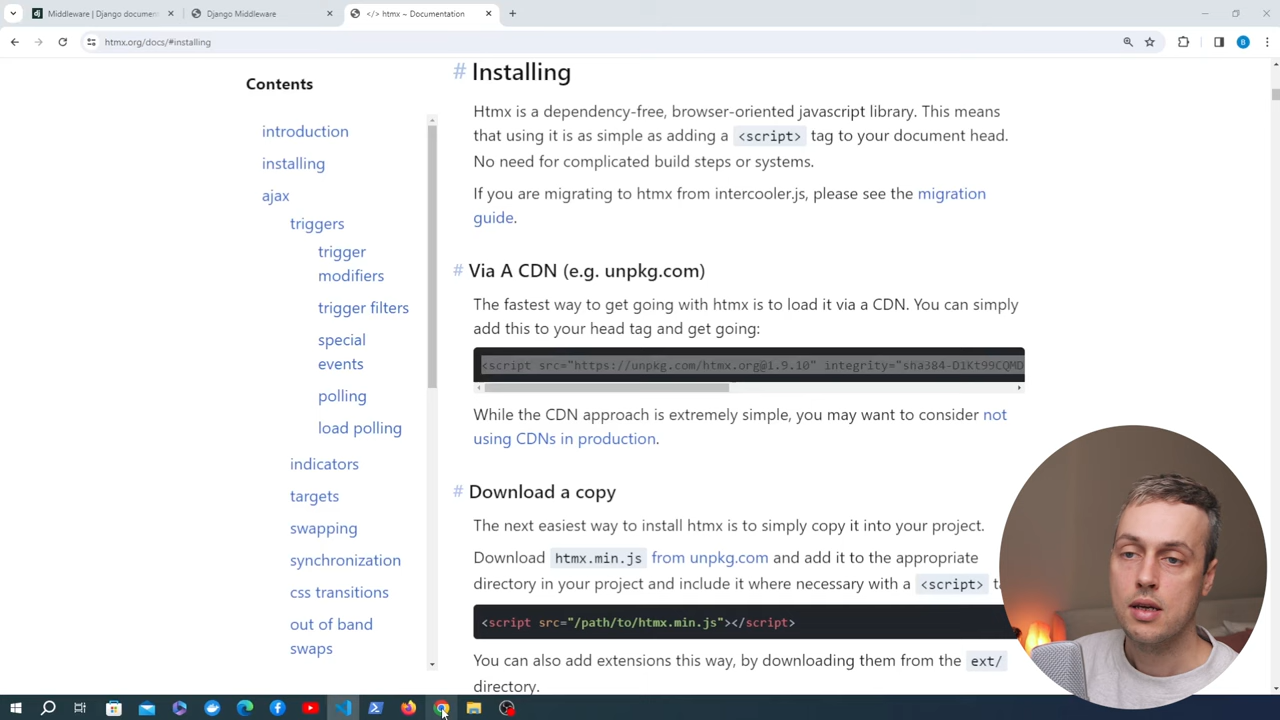 Middleware | Django document
Django Middleware
</> htmx ~ Documentation
htmx.org/docs/#installing
B
Contents
introduction
installing
ajax
triggers
trigger
modifiers
trigger filters
special
events
polling
load polling
indicators
targets
swapping
synchronization
css transitions
out of band
swaps
# Installing
Htmx is a dependency-free, browser-oriented javascript library. This means
that using it is as simple as adding a <script> tag to your document head.
No need for complicated build steps or systems.
If you are migrating to htmx from intercooler.js, please see the migration
guide.
# Via A CDN (e.g. unpkg.com)
The fastest way to get going with htmx is to load it via a CDN. You can simply
add this to your head tag and get going:
<script src="https://unpkg.com/htmx.org@1.9.10" integrity="sha384-D1Kt99CQMD
While the CDN approach is extremely simple, you may want to consider not
using CDNs in production.
# Download a copy
The next easiest way to install htmx is to simply copy it into your project.
Download htmx.min.js from unpkg.com and add it to the appropriate
directory in your project and include it where necessary with a <script> t
<script src="/path/to/htmx.min.js"></script>
You can also add extensions this way, by downloading them from the ext/
directory.